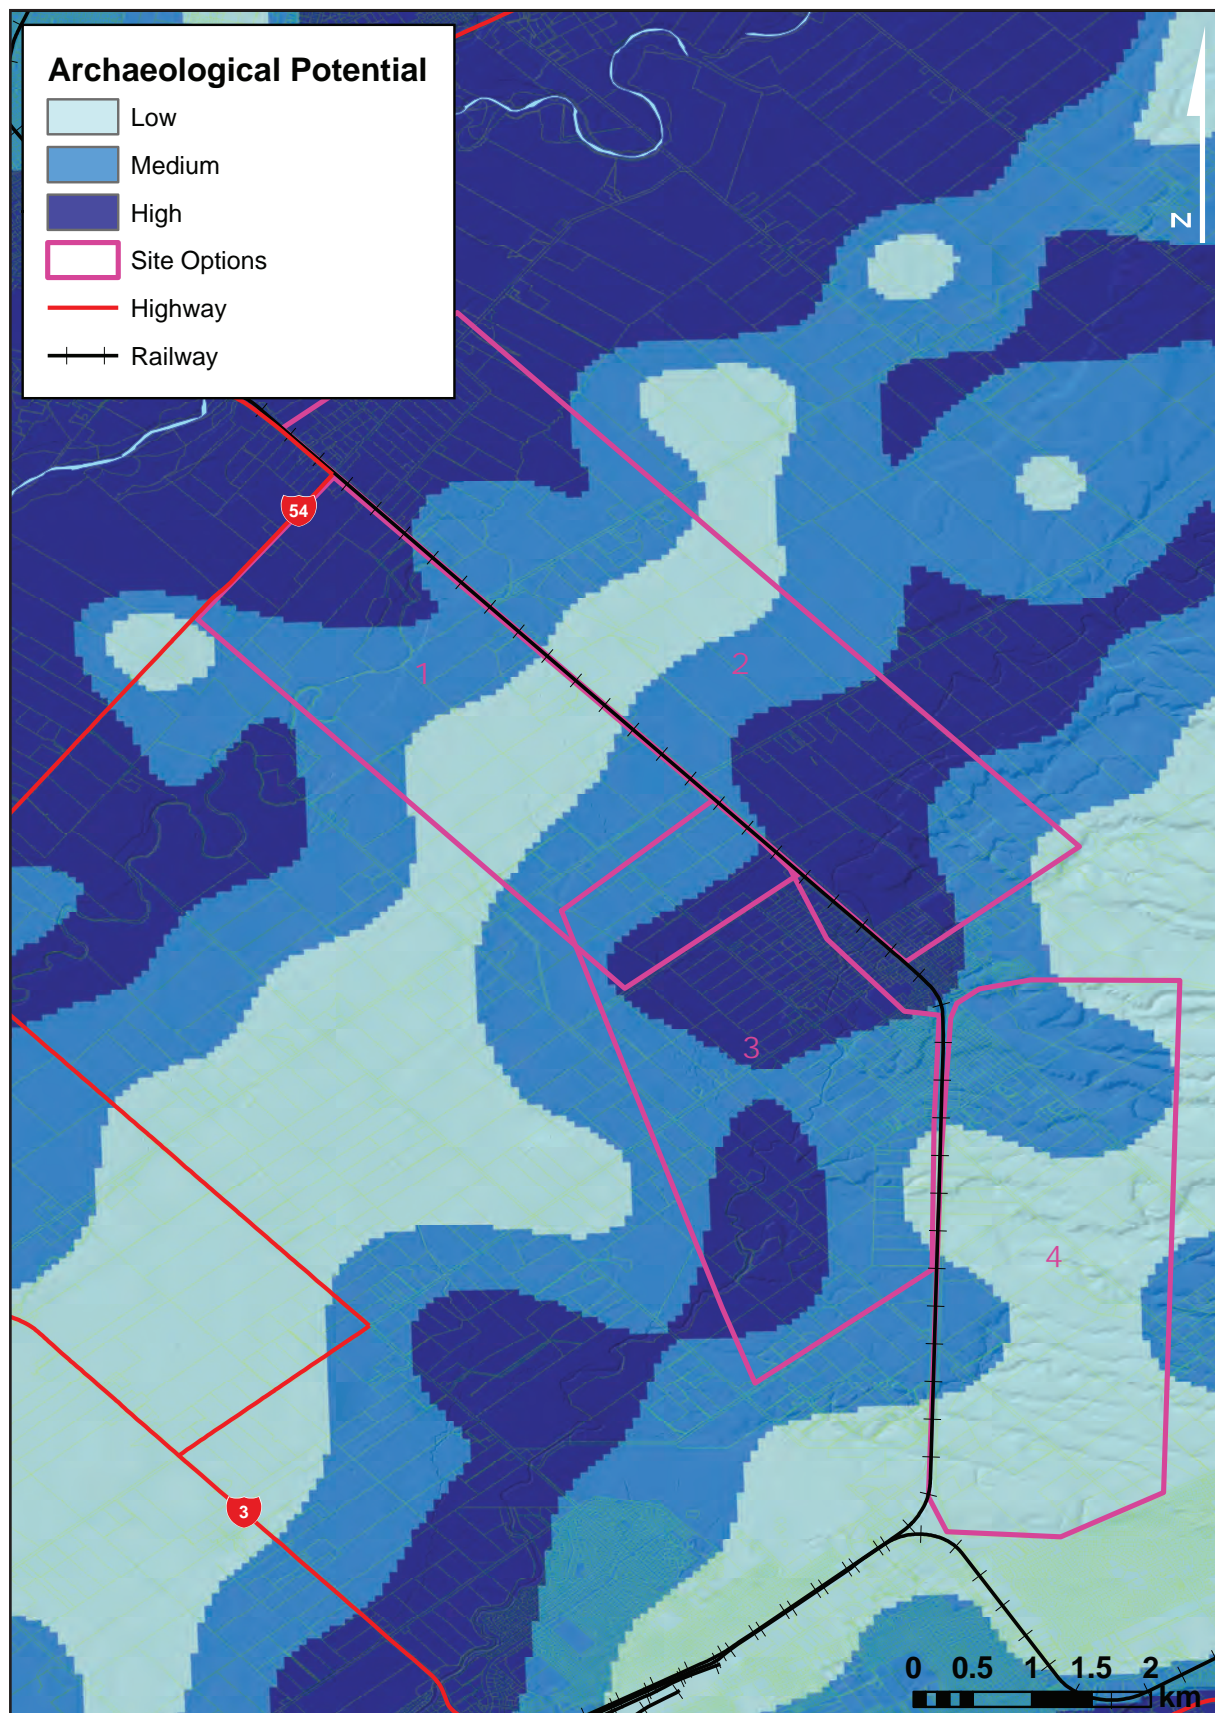 Archaeological Potential
Low
Medium
High
Site Options
Highway
Railway
N
54
1
2
3
4
3
0 0.5 1 1.5 2
km